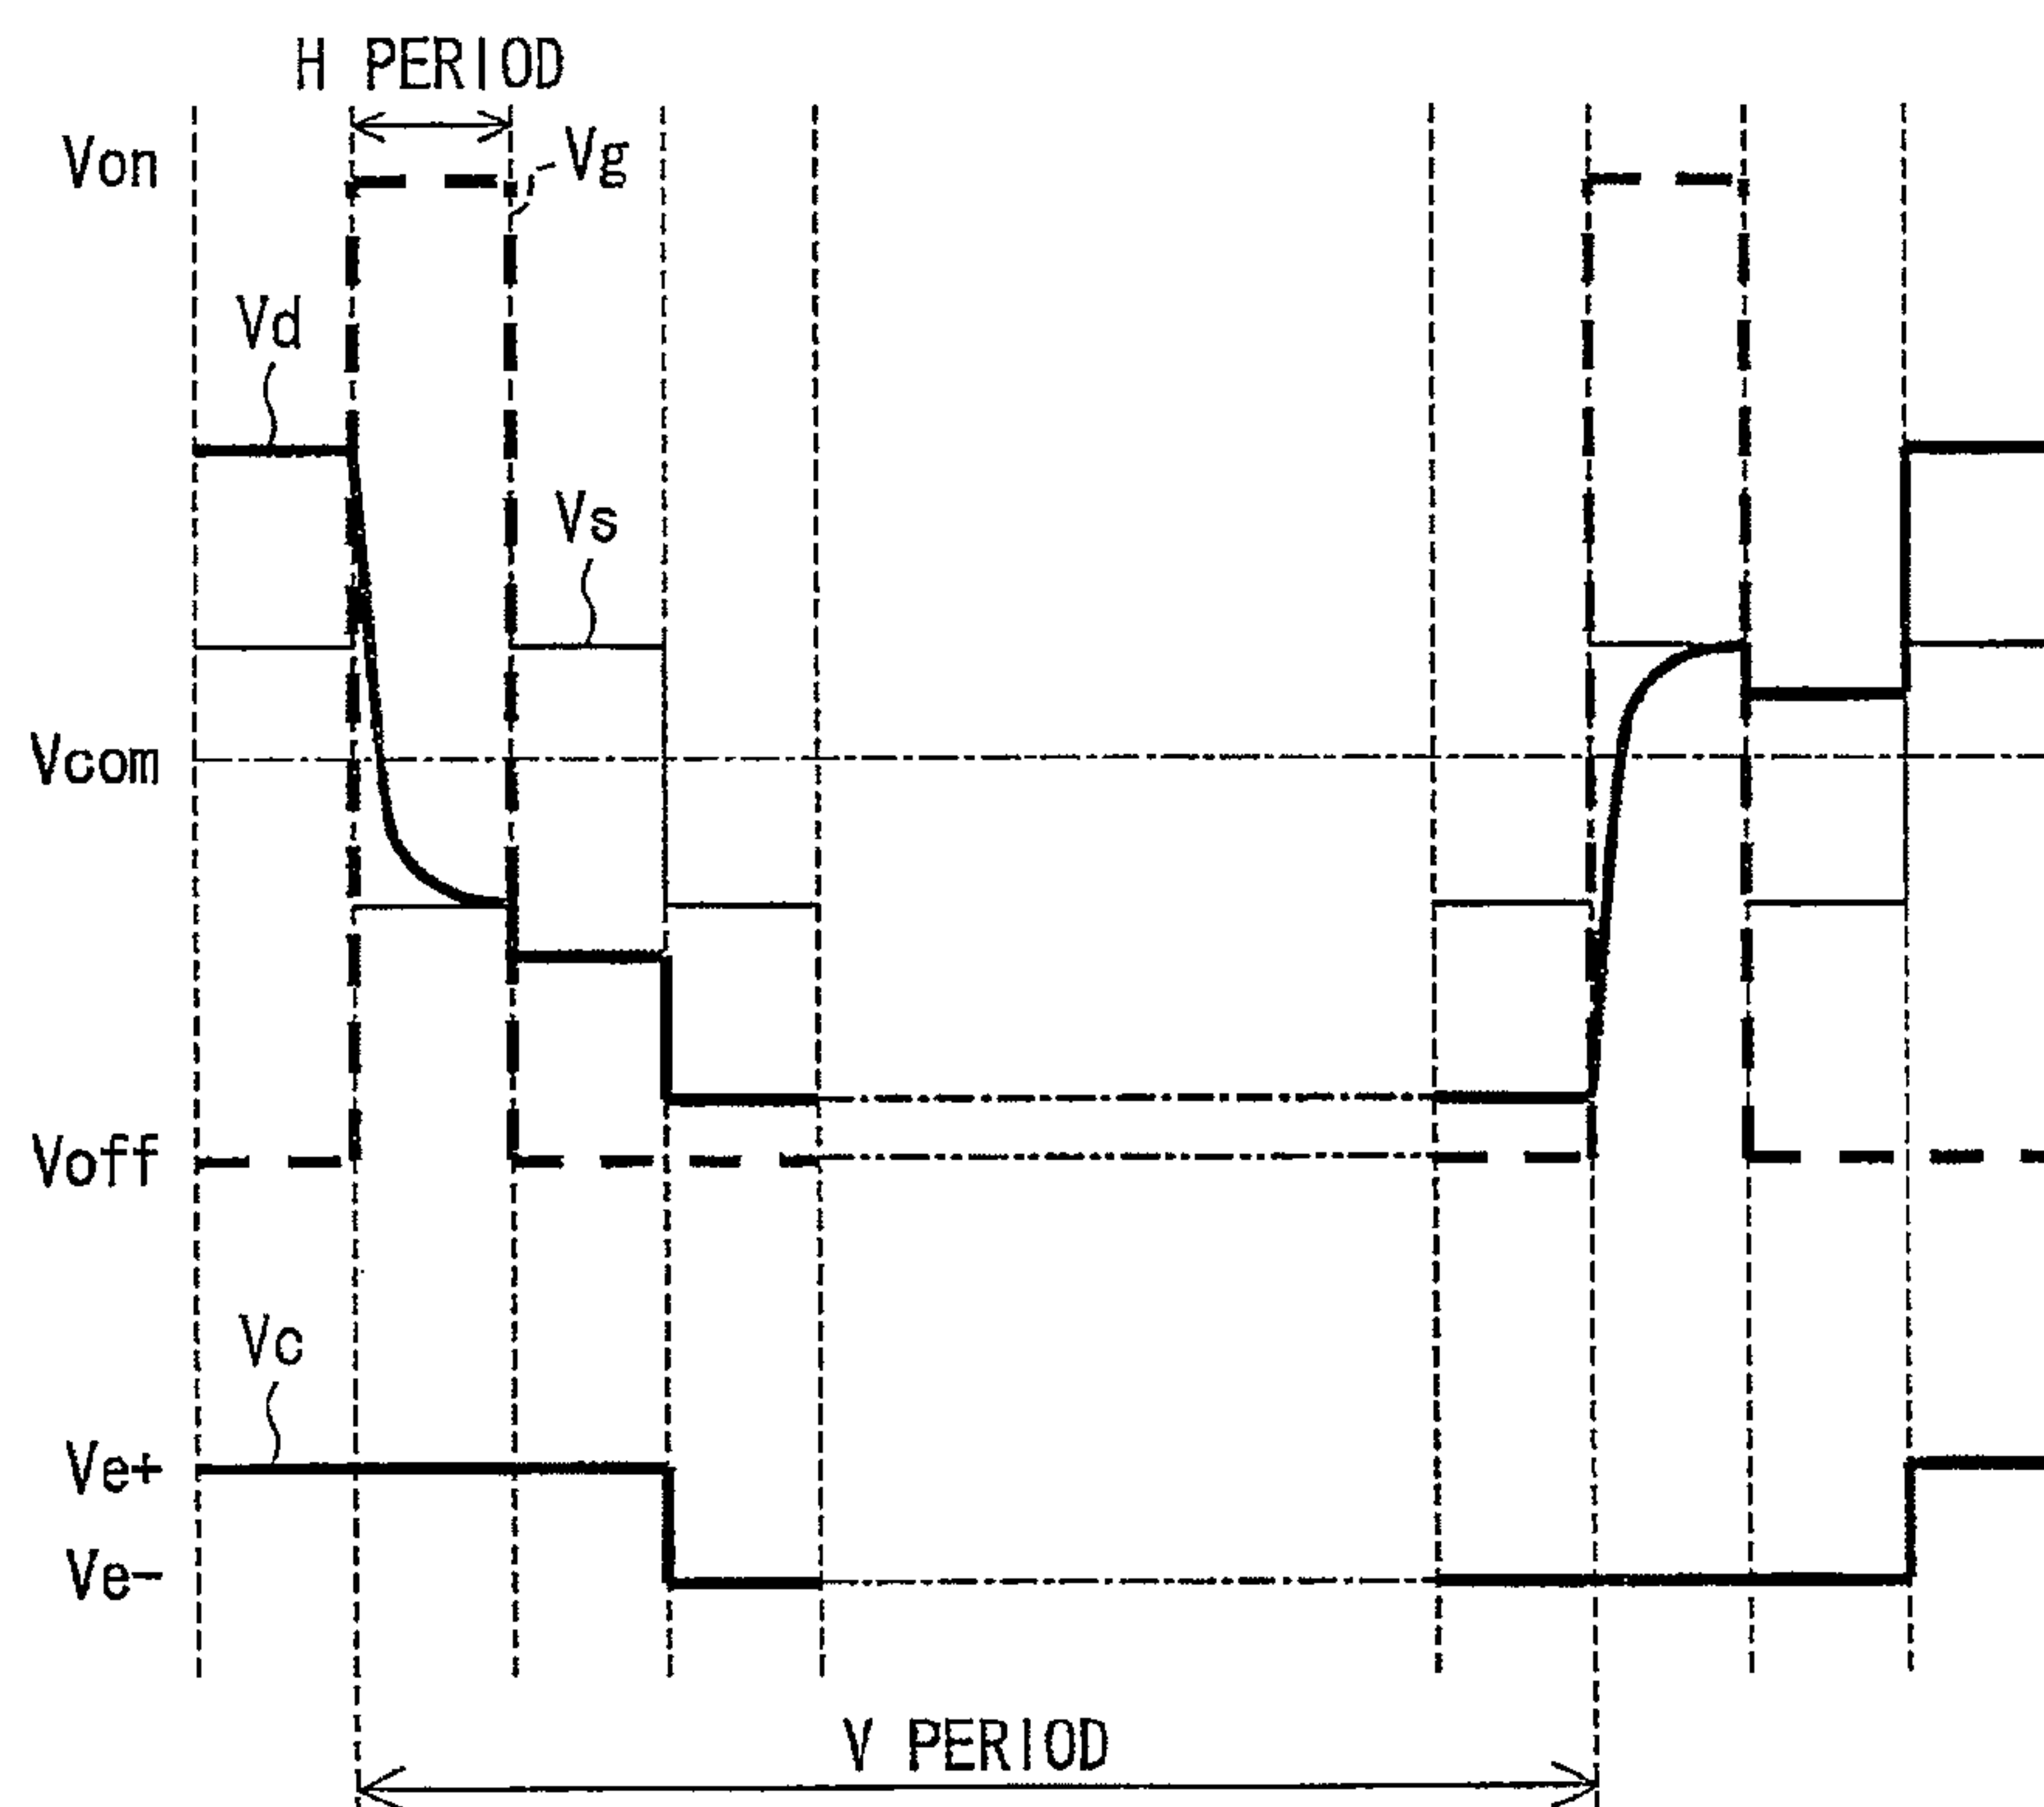 H PERIOD
Von
Vg
Vd
Vs
Vcom
Voff
Vc
Ve+
Ve-
V PERIOD